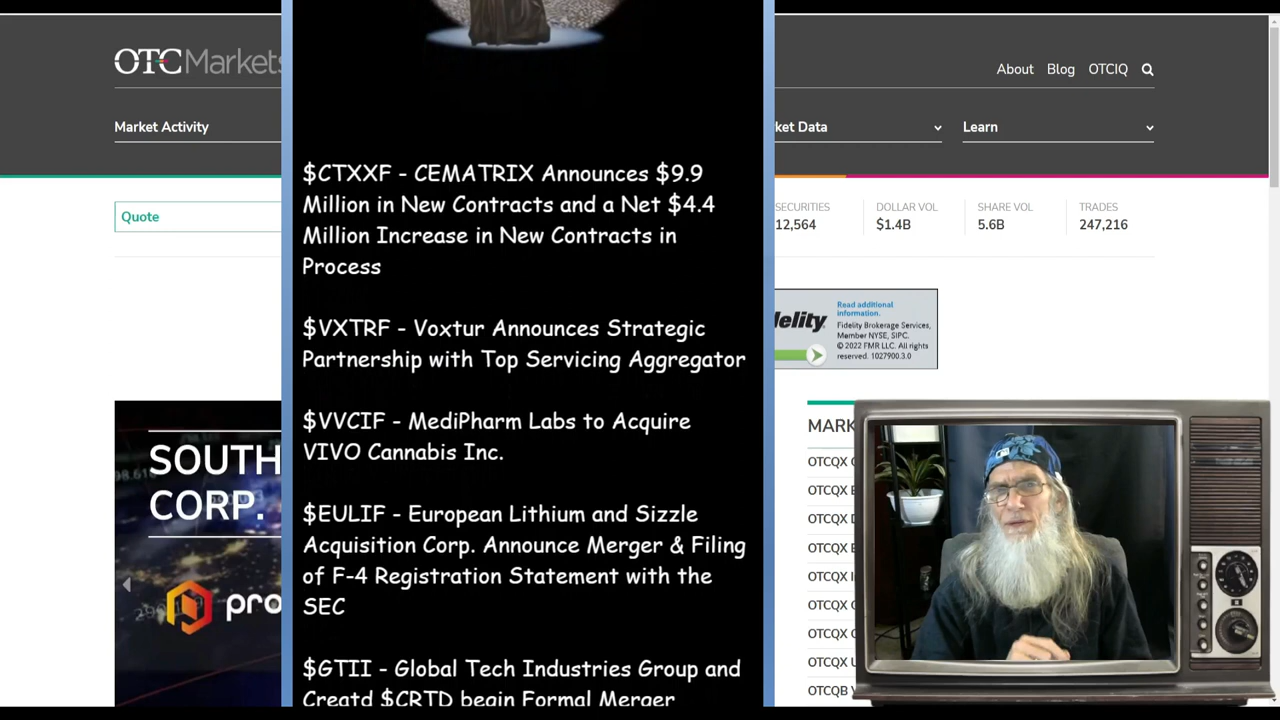 OTCMarkets
About Blog OTCIQ
Market Activity
ket Data
Learn
Quote
SECURITIES
12,564
DOLLAR VOL
$1.4B
SHARE VOL
5.6B
TRADES
247,216
$CTXXF - CEMATRIX Announces $9.9
Million in New Contracts and a Net $4.4
Million Increase in New Contracts in
Process
$VXTRF - Voxtur Announces Strategic
Partnership with Top Servicing Aggregator
$VVCIF - MediPharm Labs to Acquire
VIVO Cannabis Inc.
$EULIF - European Lithium and Sizzle
Acquisition Corp. Announce Merger & Filing
of F-4 Registration Statement with the
SEC
$GTII - Global Tech Industries Group and
Creatd $CRTD begin Formal Merger
delity
Read additional
information.
Fidelity Brokerage Services,
Member NYSE, SIPC.
© 2022 FMR LLC. All rights
reserved. 1027900.3.0
SOUTH
CORP.
pro
MARK
OTCQX
OTCQX
OTCQX
OTCQX
OTCQX
OTCQX
OTCQX
OTCQX
OTCQB